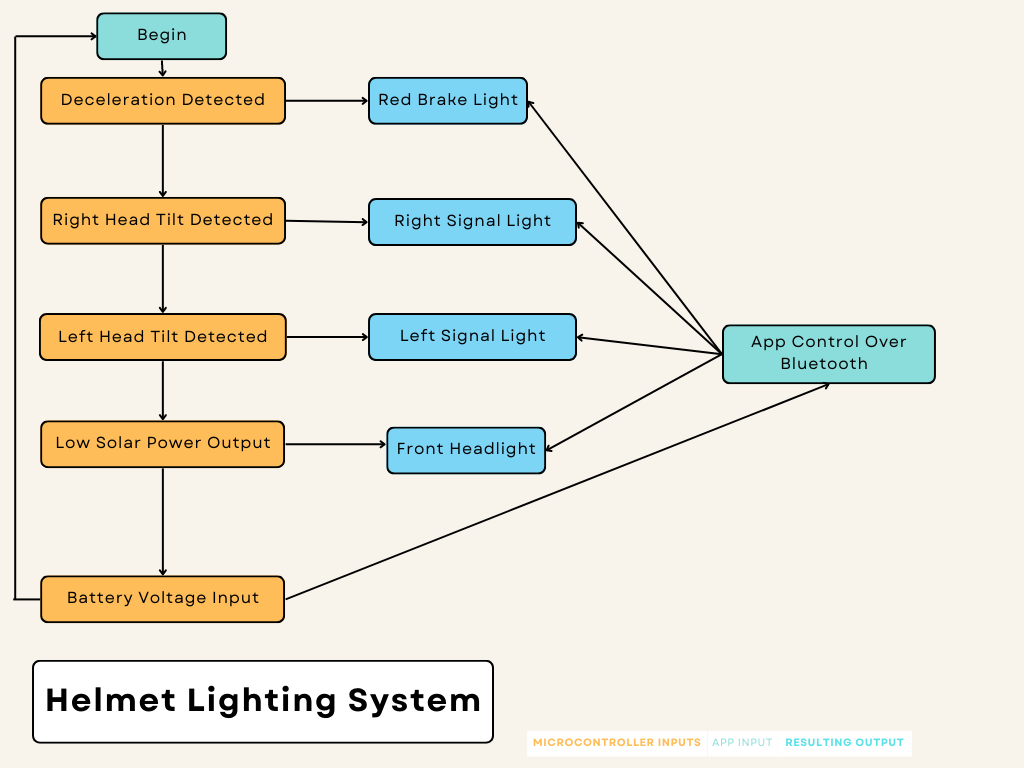 Begin
Deceleration Detected
Red Brake Light
Right Head Tilt Detected
Right Signal Light
Left Head Tilt Detected
Left Signal Light
App Control Over
Bluetooth
Low Solar Power Output
Front Headlight
Battery Voltage Input
Helmet Lighting System
MICROCONTROLLER INPUTS APP INPUT RESULTING OUTPUT